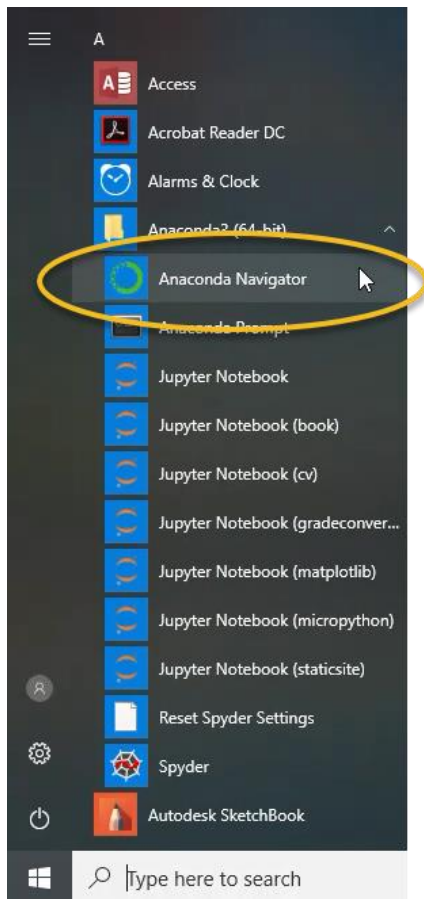 A
Access
Acrobat Reader DC
Alarms & Clock
Anaconda3 (64-bit)
Anaconda Navigator
Anaconda Prompt
Jupyter Notebook
Jupyter Notebook (book)
Jupyter Notebook (cv)
Jupyter Notebook (gradeconver...
Jupyter Notebook (matplotlib)
Jupyter Notebook (micropython)
Jupyter Notebook (staticsite)
Reset Spyder Settings
Spyder
Autodesk SketchBook
Type here to search